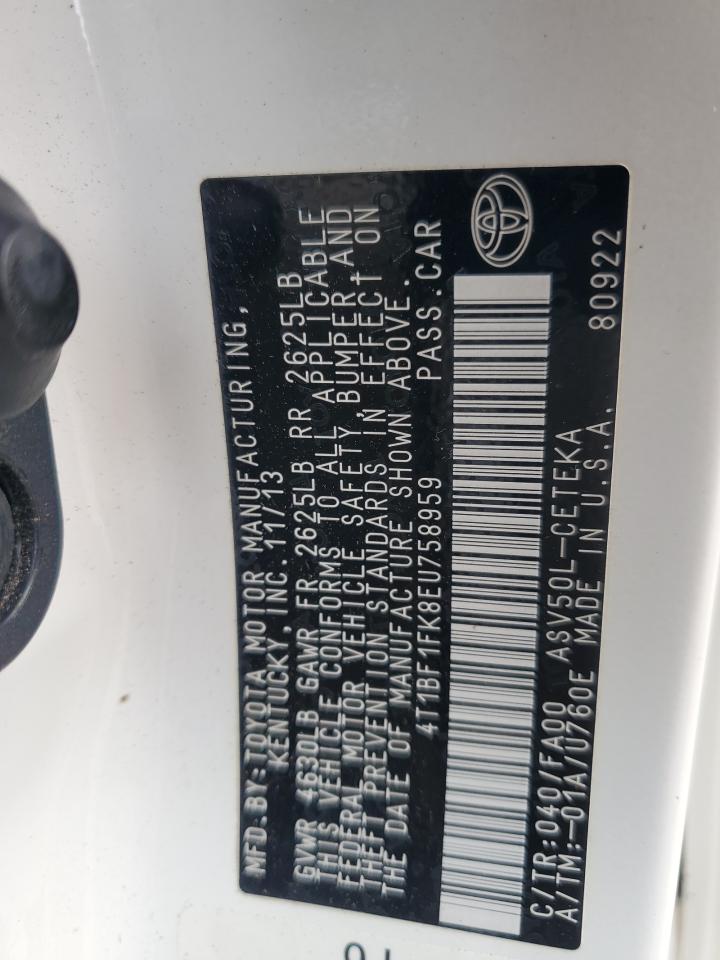 MFD.BY:TOYOTA MOTOR MANUFACTURING,
KENTUCKY, INC. 11/13
GVWR 4630LB GAWR FR 2625LB RR 2625LB
THIS VEHICLE CONFORMS TO ALL APPLICABLE
FEDERAL MOTOR VEHICLE SAFETY, BUMPER, AND
THEFT PREVENTION STANDARDS IN EFFECT ON
THE DATE OF MANUFACTURE SHOWN ABOVE.
4T1BF1FK8EU758959 PASS.CAR
C/TR:040/FA00 ASV50L-CETEKA
A/TM:-01A/U760E MADE IN U.S.A. 80922